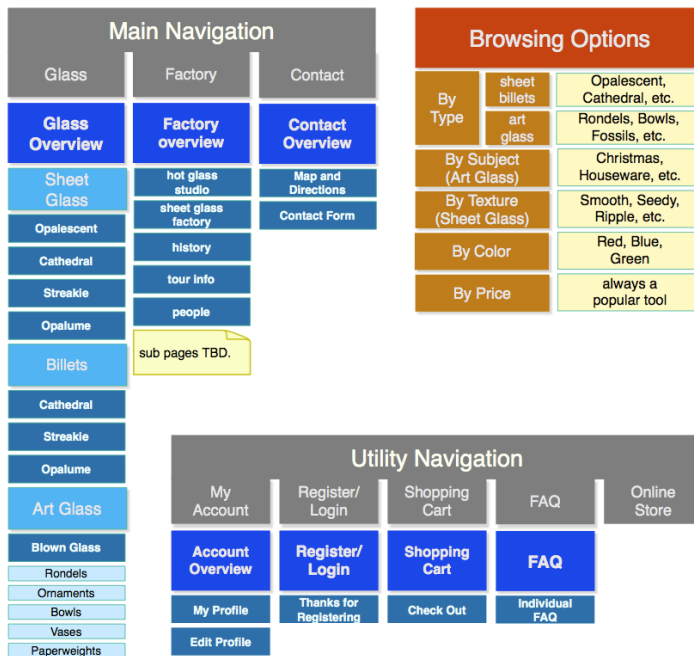 Main Navigation
Glass
Factory
Contact
Glass
Overview
Factory
overview
Contact
Overview
Sheet
Glass
Opalescent
Cathedral
Streakie
Opalume
Billets
Cathedral
Streakie
Opalume
Art Glass
Blown Glass
Rondels
Ornaments
Bowls
Vases
Paperweights
hot glass
studio
sheet glass
factory
history
tour info
people
sub pages TBD.
Map and
Directions
Contact Form
Browsing Options
By
Type
sheet
billets
Opalescent,
Cathedral, etc.
art
glass
Rondels, Bowls,
Fossils, etc.
By Subject
(Art Glass)
Christmas,
Houseware, etc.
By Texture
(Sheet Glass)
Smooth, Seedy,
Ripple, etc.
By Color
Red, Blue,
Green
By Price
always a
popular tool
Utility Navigation
My
Account
Register/
Login
Shopping
Cart
FAQ
Online
Store
Account
Overview
Register/
Login
Shopping
Cart
FAQ
My Profile
Thanks for
Registering
Check Out
Individual
FAQ
Edit Profile